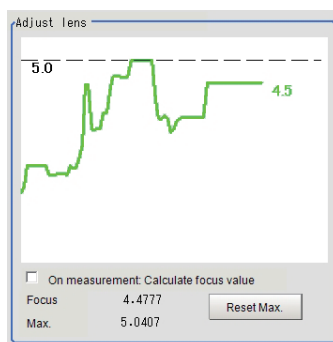 Adjust lens
5.0
4.5
On measurement: Calculate focus value
Focus 4.4777
Reset Max.
Max. 5.0407